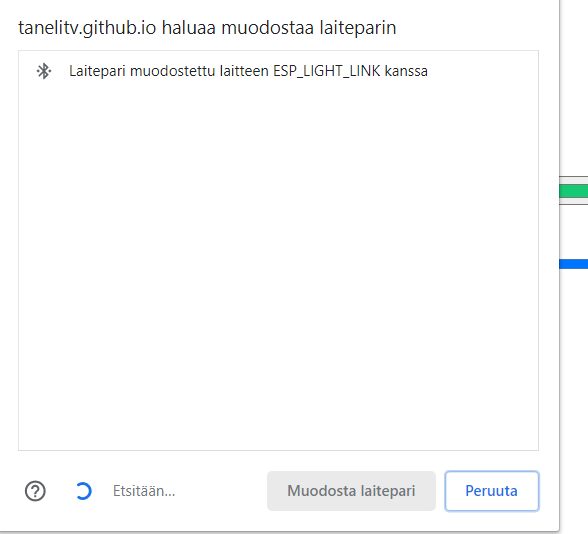 tanelitv.github.io haluaa muodostaa laiteparin
Laitepari muodostettu laitteen ESP_LIGHT_LINK kanssa
Etsitään...
Muodosta laitepari
Peruuta